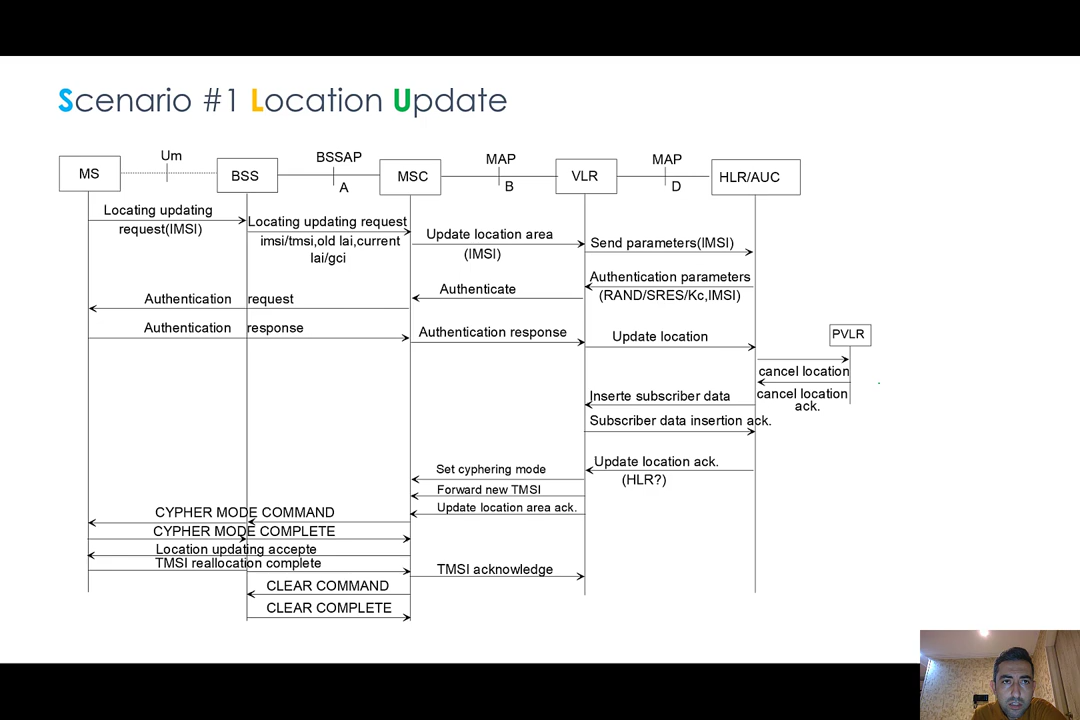 Scenario #1 Location Update
Um
BSSAP
MAP
MAP
MS
BSS
MSC
VLR
HLR/AUC
A
B
D
Locating updating
request(IMSI)
Locating updating request
imsi/tmsi,old lai,current
lai/gci
Update location area
(IMSI)
Send parameters(IMSI)
Authentication parameters
(RAND/SRES/Kc,IMSI)
Authenticate
Authentication request
Authentication response
Authentication response
Update location
PVLR
cancel location
cancel location
ack.
Inserte subscriber data
Subscriber data insertion ack.
Update location ack.
(HLR?)
Set cyphering mode
Forward new TMSI
Update location area ack.
CYPHER MODE COMMAND
CYPHER MODE COMPLETE
Location updating accepte
TMSI reallocation complete
TMSI acknowledge
CLEAR COMMAND
CLEAR COMPLETE